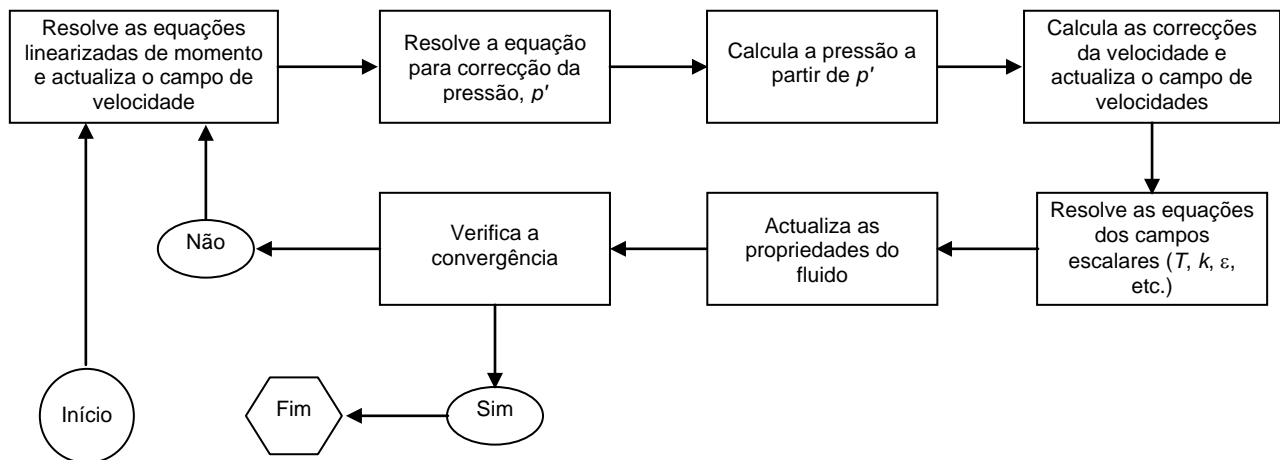 Resolve as equações
linearizadas de momento
e actualiza o campo de
velocidade
Resolve a equação
para correcção da
pressão, p'
Calcula a pressão a
partir de p'
Calcula as correcções
da velocidade e
actualiza o campo de
velocidades
Resolve as equações
dos campos
escalares (T, k, ε,
etc.)
Actualiza as
propriedades do
fluido
Verifica a
convergência
Não
Sim
Fim
Início